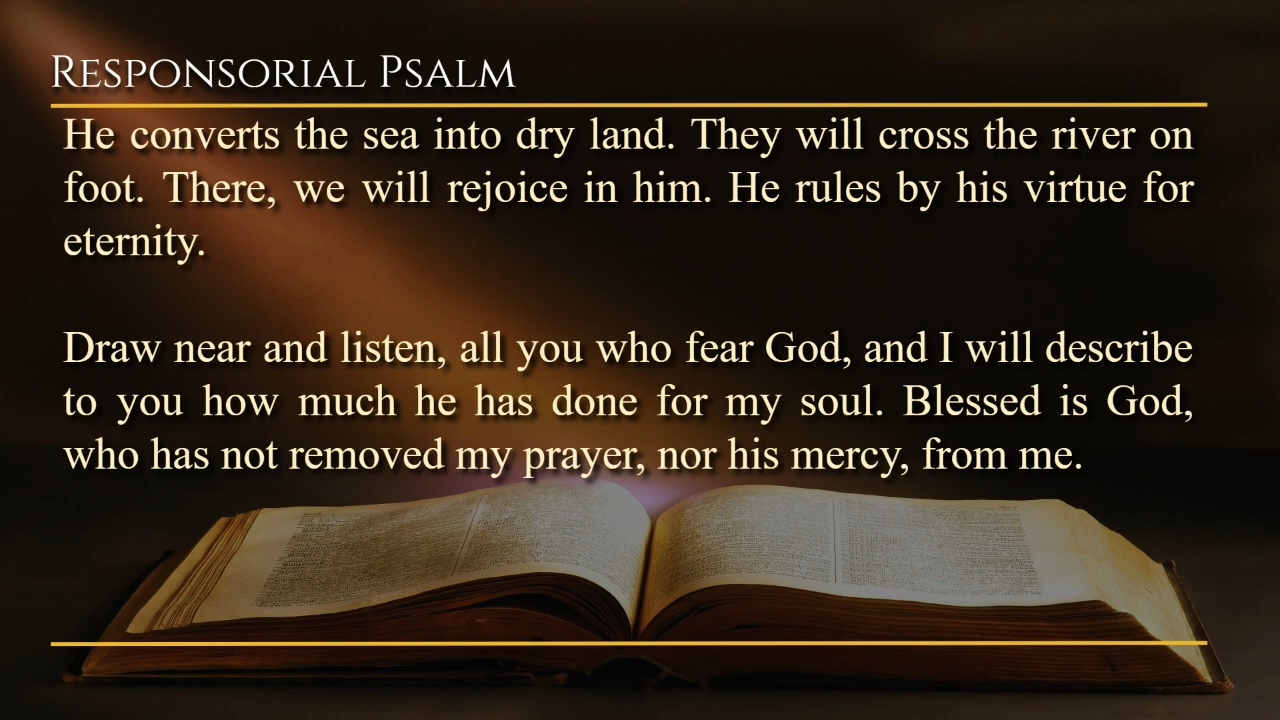 Responsorial Psalm
He converts the sea into dry land. They will cross the river on
foot. There, we will rejoice in him. He rules by his virtue for
eternity.
Draw near and listen, all you who fear God, and I will describe
to you how much he has done for my soul. Blessed is God,
who has not removed my prayer, nor his mercy, from me.